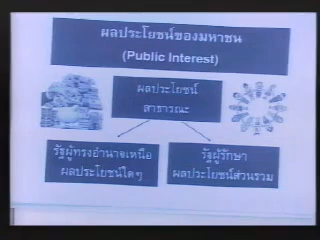 ผลประโยชน์ของมหาชน
(Public Interest)
ผลประโยชน์
สาธารณะ
รัฐผู้ทรงอำนาจเหนือ
ผลประโยชน์ใดๆ
รัฐผู้รักษา
ผลประโยชน์ส่วนรวม